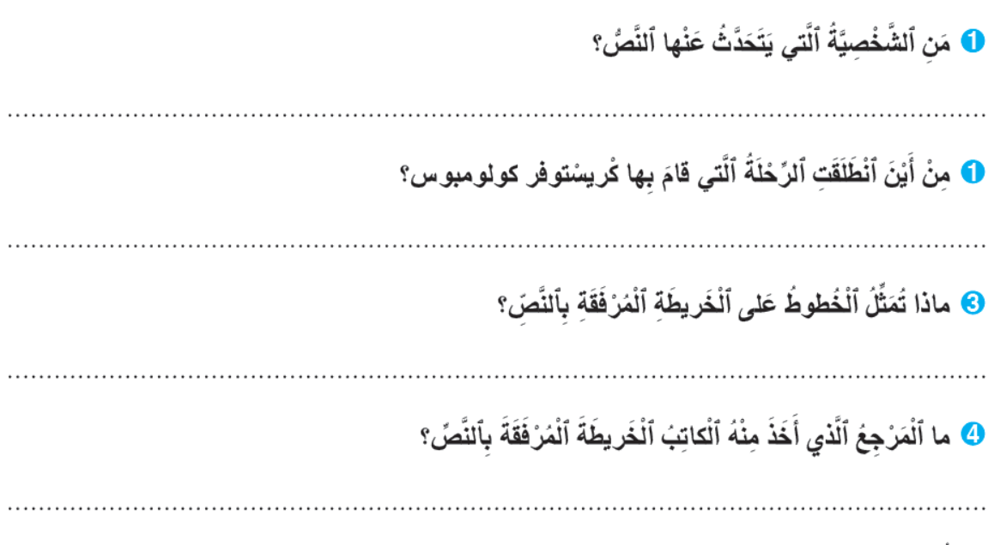 1 مَنِ ٱلشَّخْصِيَّةُ ٱلَّتي يَتَحَدَّثُ عَنْها ٱلنَّصُّ؟
1 مِنْ أَيْنَ ٱنْطَلَقَتِ ٱلرِّحْلَةُ ٱلَّتي قامَ بِها كْريسْتوفر كولومبوس؟
3 ماذا تُمَثِّلُ ٱلْخُطوطُ عَلى ٱلْخَريطَةِ ٱلْمُرْفَقَةِ بِٱلنَّصِّ؟
4 ما ٱلْمَرْجِعُ ٱلَّذي أَخَذَ مِنْهُ ٱلْكاتِبُ ٱلْخَريطَةَ ٱلْمُرْفَقَةَ بِٱلنَّصِّ؟